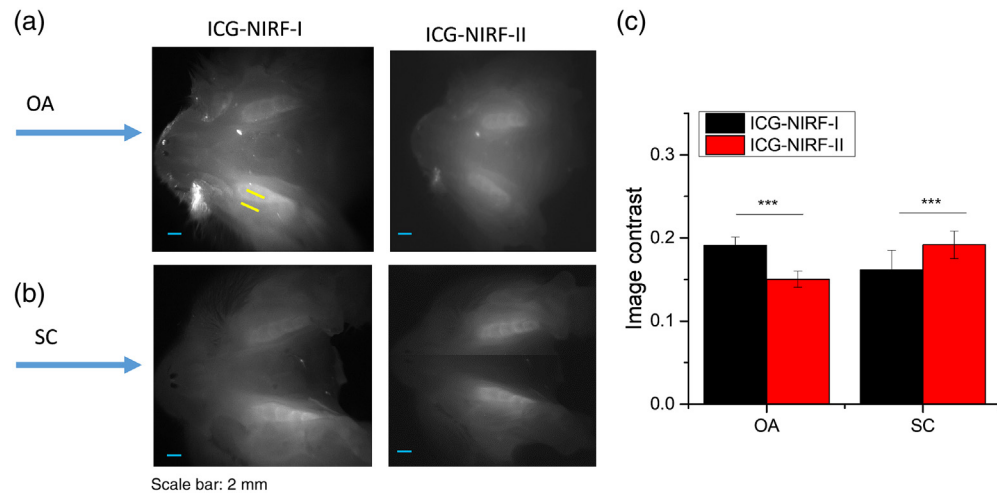 (a)
ICG-NIRF-I
ICG-NIRF-II
OA
(b)
SC
Scale bar: 2 mm
(c)
ICG-NIRF-I
ICG-NIRF-II
0.3
0.2
0.1
0.0
Image contrast
***
***
OA
SC